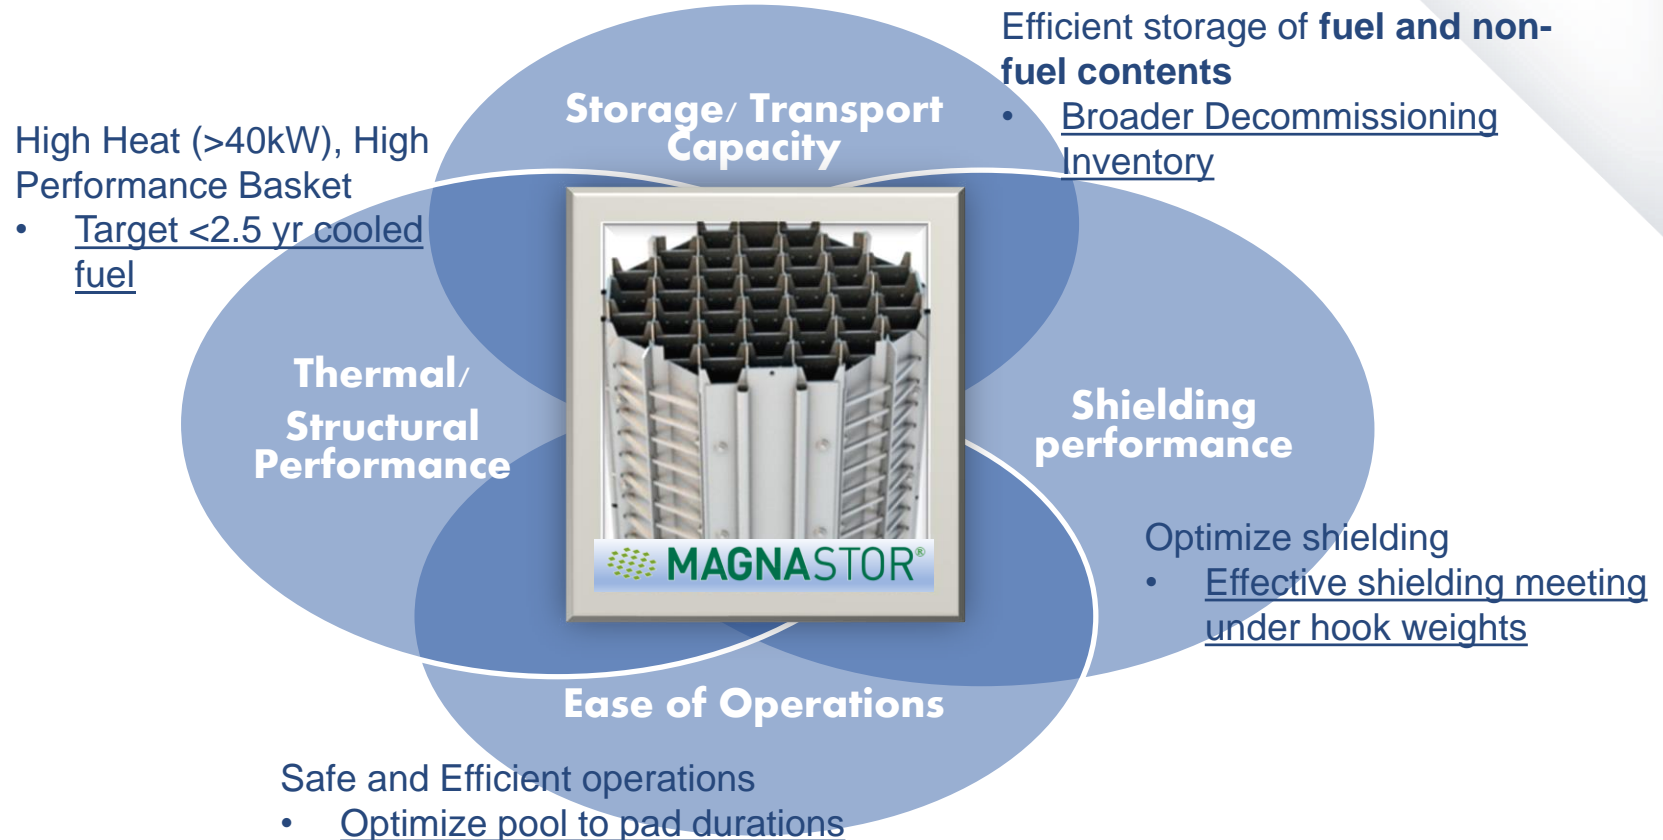 Efficient storage of fuel and non-
fuel contents
• Broader Decommissioning
Inventory
Storage/ Transport
Capacity
High Heat (>40kW), High
Performance Basket
• Target <2.5 yr cooled
fuel
Thermal/
Structural
Performance
Shielding
performance
Optimize shielding
• Effective shielding meeting
under hook weights
MAGNASTOR®
Ease of Operations
Safe and Efficient operations
• Optimize pool to pad durations